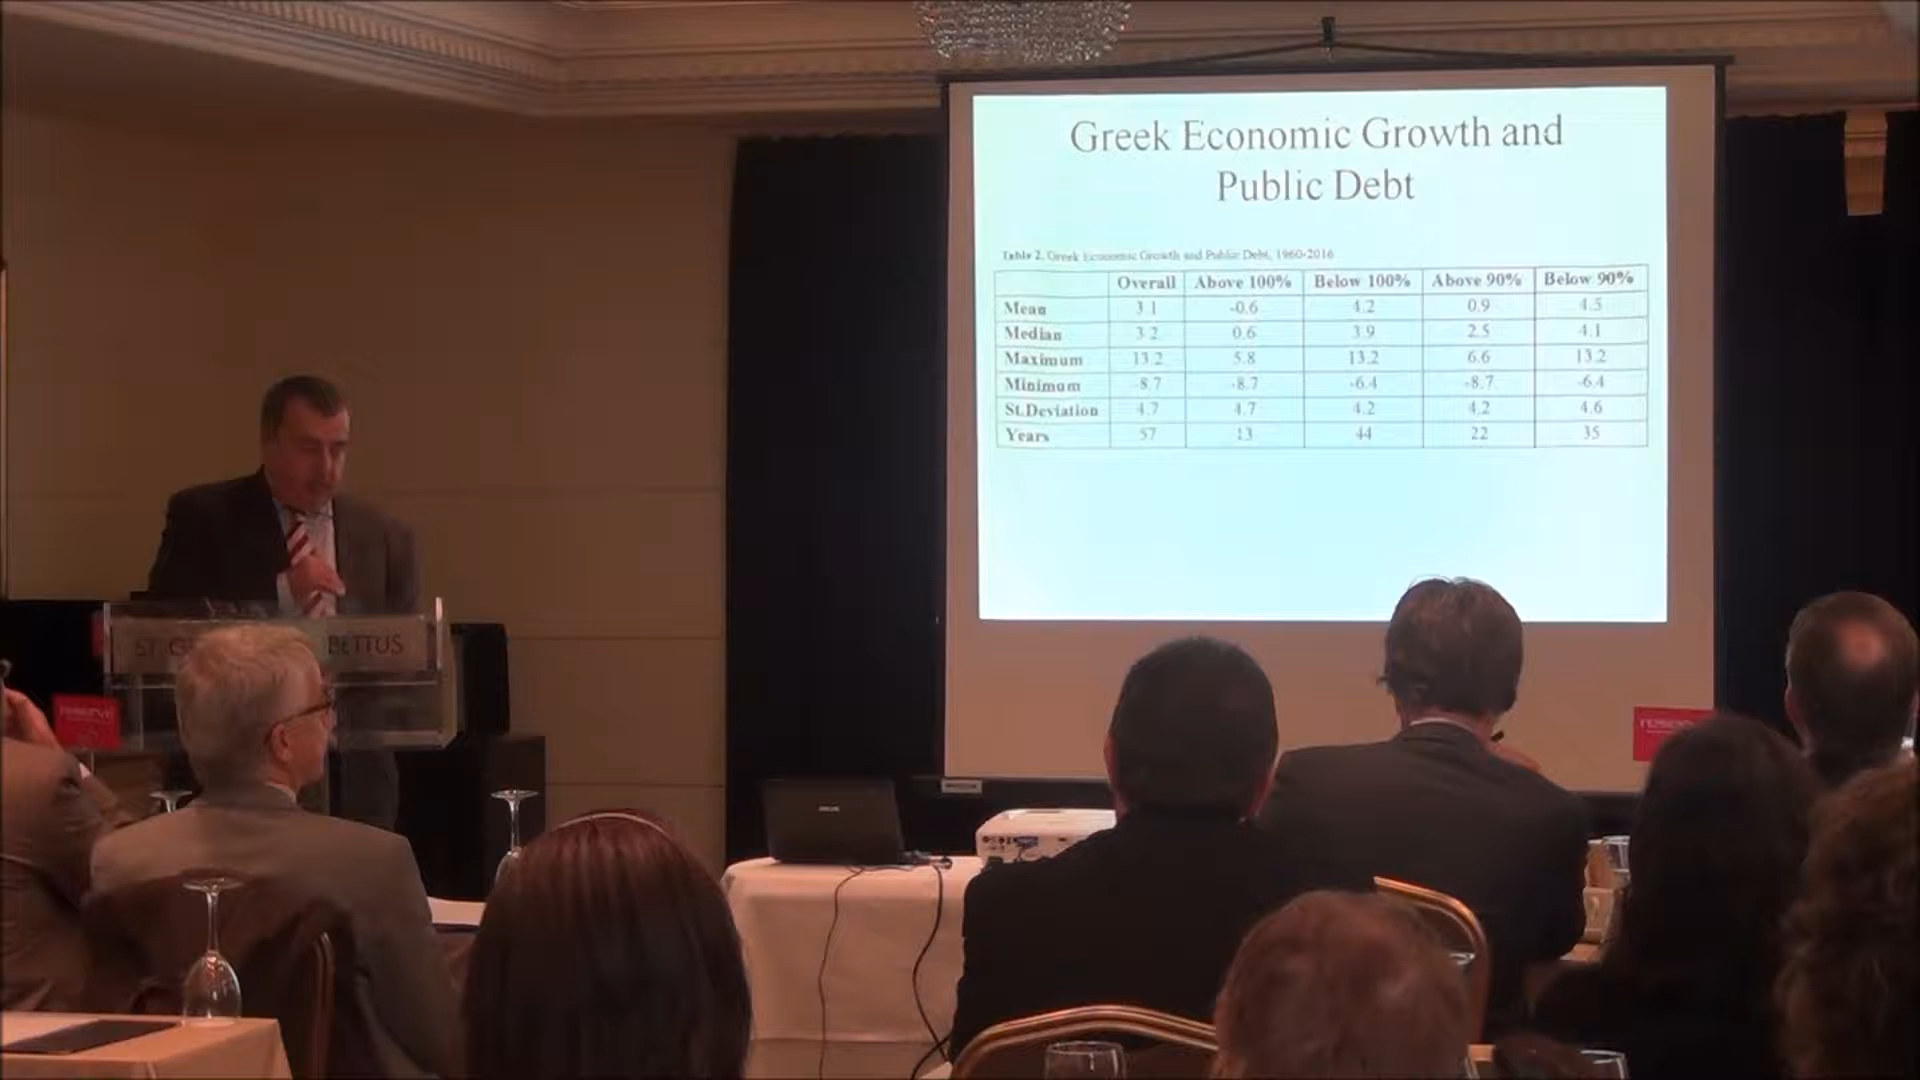 Greek Economic Growth and
Public Debt
Table 2. Greek Economic Growth and Public Debt, 1960-2016
Overall Above 100% Below 100% Above 90% Below 90%
Mean 3.1 -0.6 4.2 0.9 4.5
Median 3.2 0.6 3.9 2.5 4.1
Maximum 13.2 5.8 13.2 6.6 13.2
Minimum -8.7 -8.7 -6.4 -8.7 -6.4
St.Deviation 4.7 4.7 4.2 4.2 4.6
Years 57 13 44 22 35
ST G BETTUS
reserve
reserve